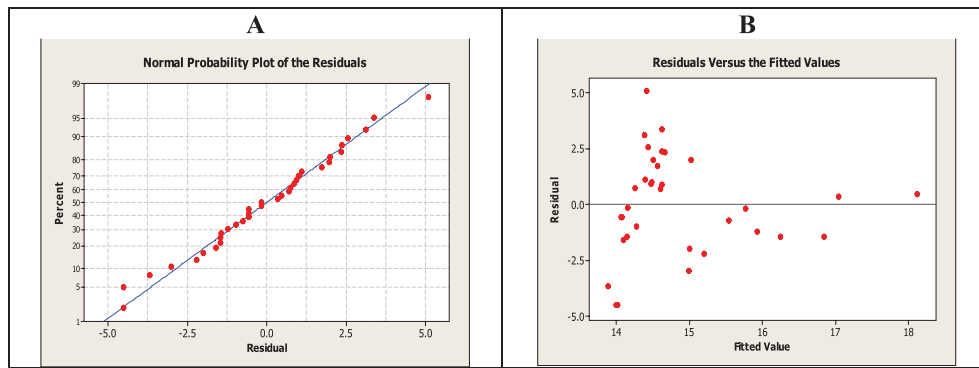 A
Normal Probability Plot of the Residuals
99
95
90
80
70
60
50
40
30
20
10
5
1
Percent
-5.0 -2.5 0.0 2.5 5.0
Residual
B
Residuals Versus the Fitted Values
5.0
2.5
0.0
-2.5
-5.0
Residual
14 15 16 17 18
Fitted Value